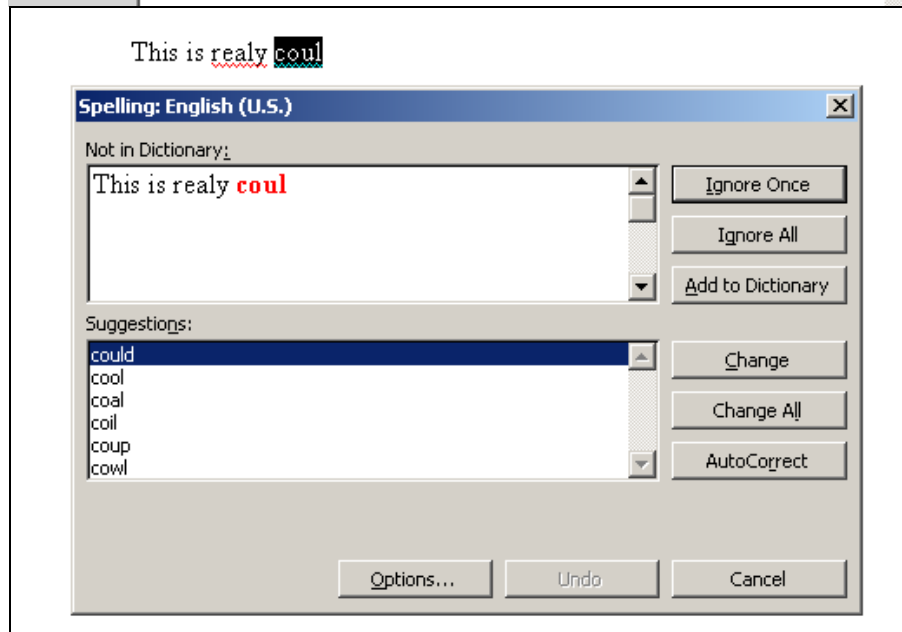 This is realy coul
Spelling: English (U.S.)
Not in Dictionary:
This is realy coul
Ignore Once
Ignore All
Add to Dictionary
Suggestions:
could
cool
coal
coil
coup
cowl
Change
Change All
AutoCorrect
Options...
Undo
Cancel